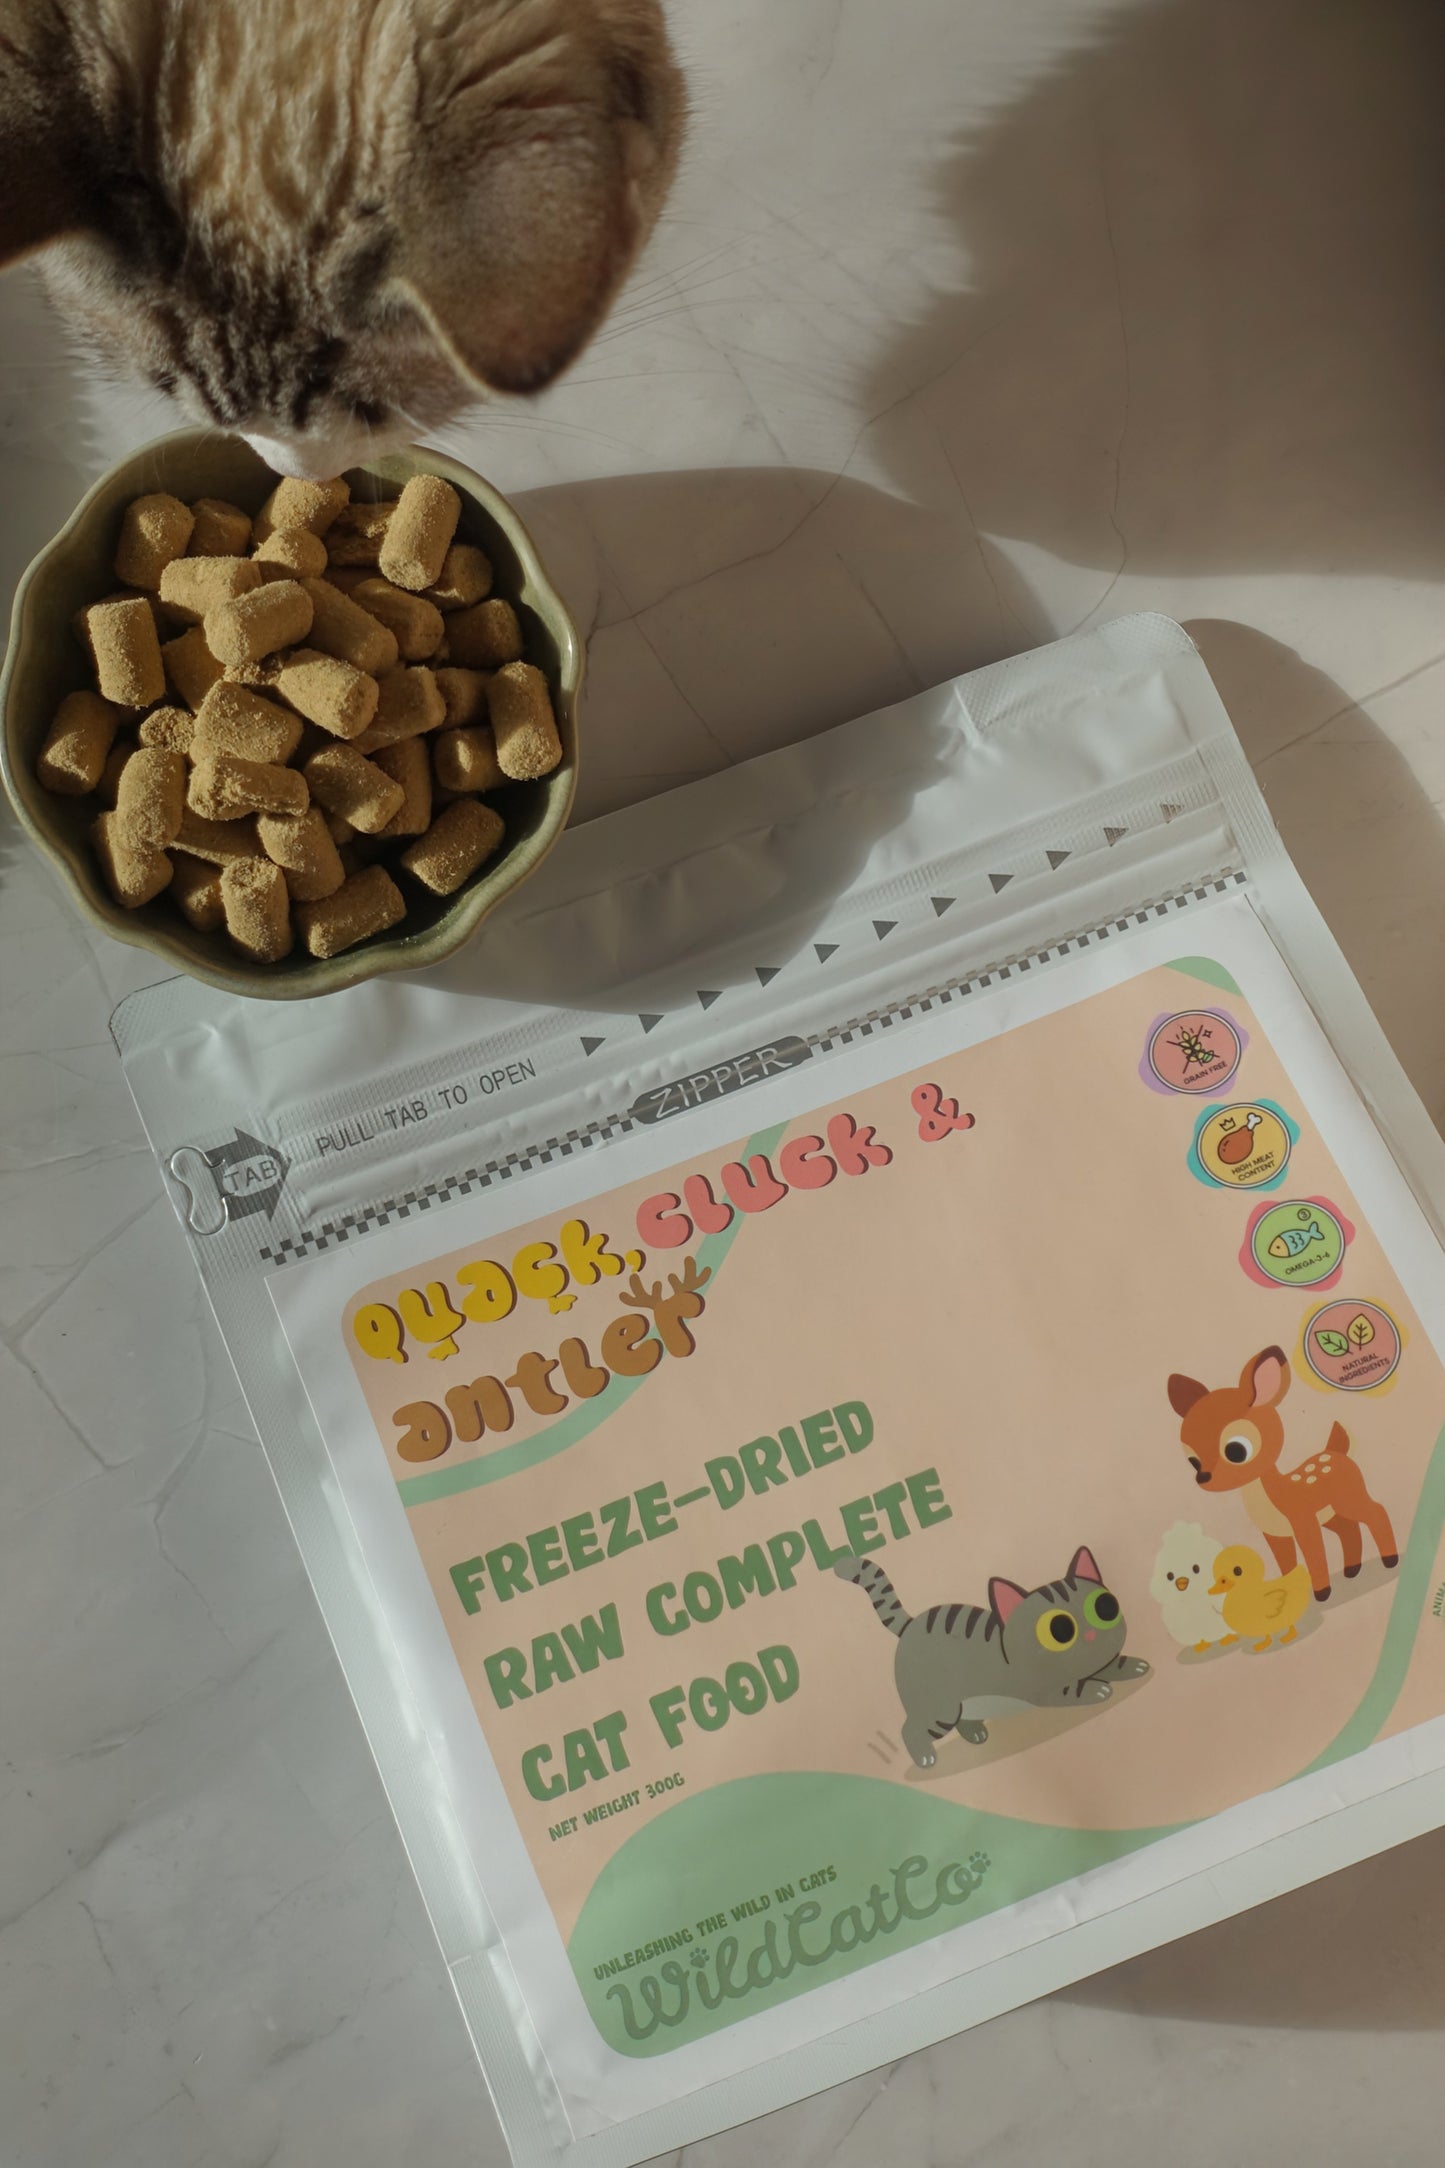 PULL TAB TO OPEN
TAB
ZIPPER
Quack, cluck &
antler
GRAIN FREE
HIGH MEAT
CONTENT
3
OMEGA-3-6
NATURAL
INGREDIENTS
FREEZE-DRIED
RAW COMPLETE
CAT FOOD
NET WEIGHT 300G
UNLEASHING THE WILD IN CATS
WildCatCo